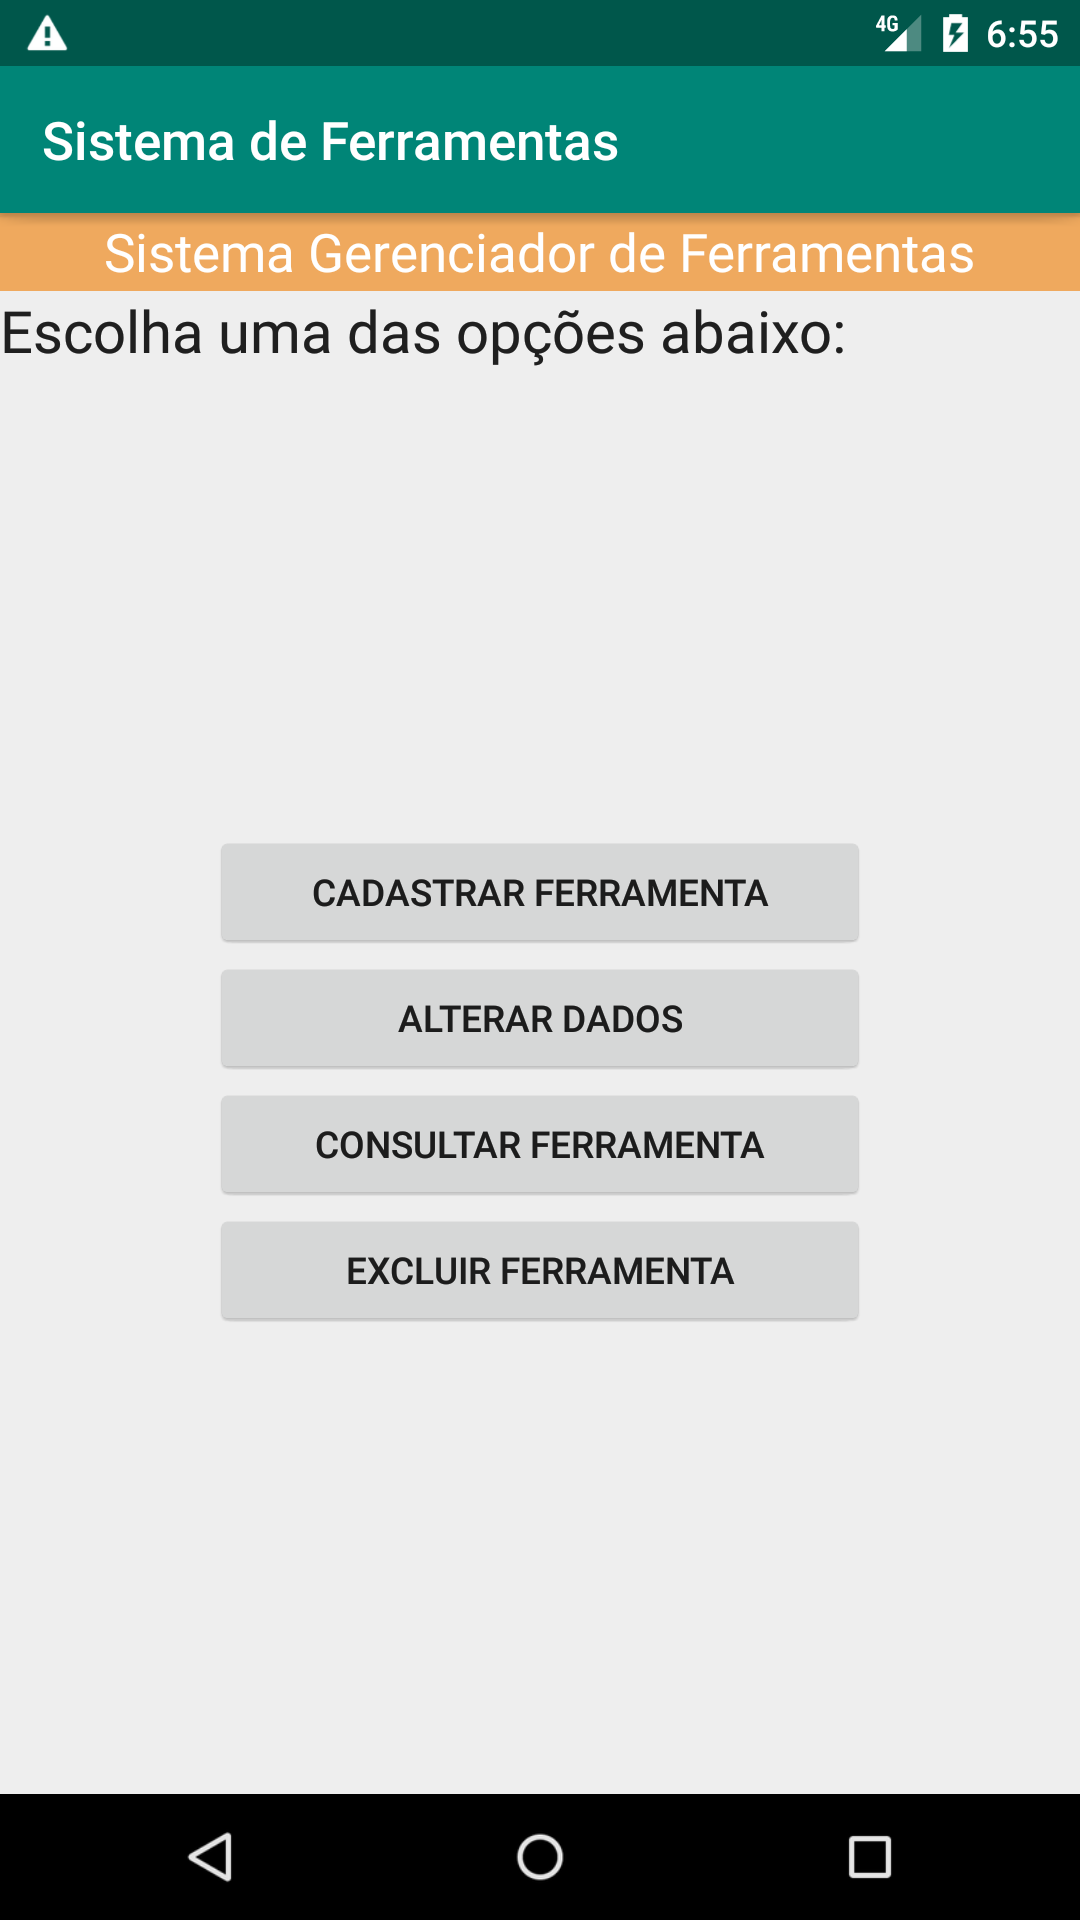 4G 6:55
Sistema de Ferramentas
Sistema Gerenciador de Ferramentas
Escolha uma das opções abaixo:
CADASTRAR FERRAMENTA
ALTERAR DADOS
CONSULTAR FERRAMENTA
EXCLUIR FERRAMENTA